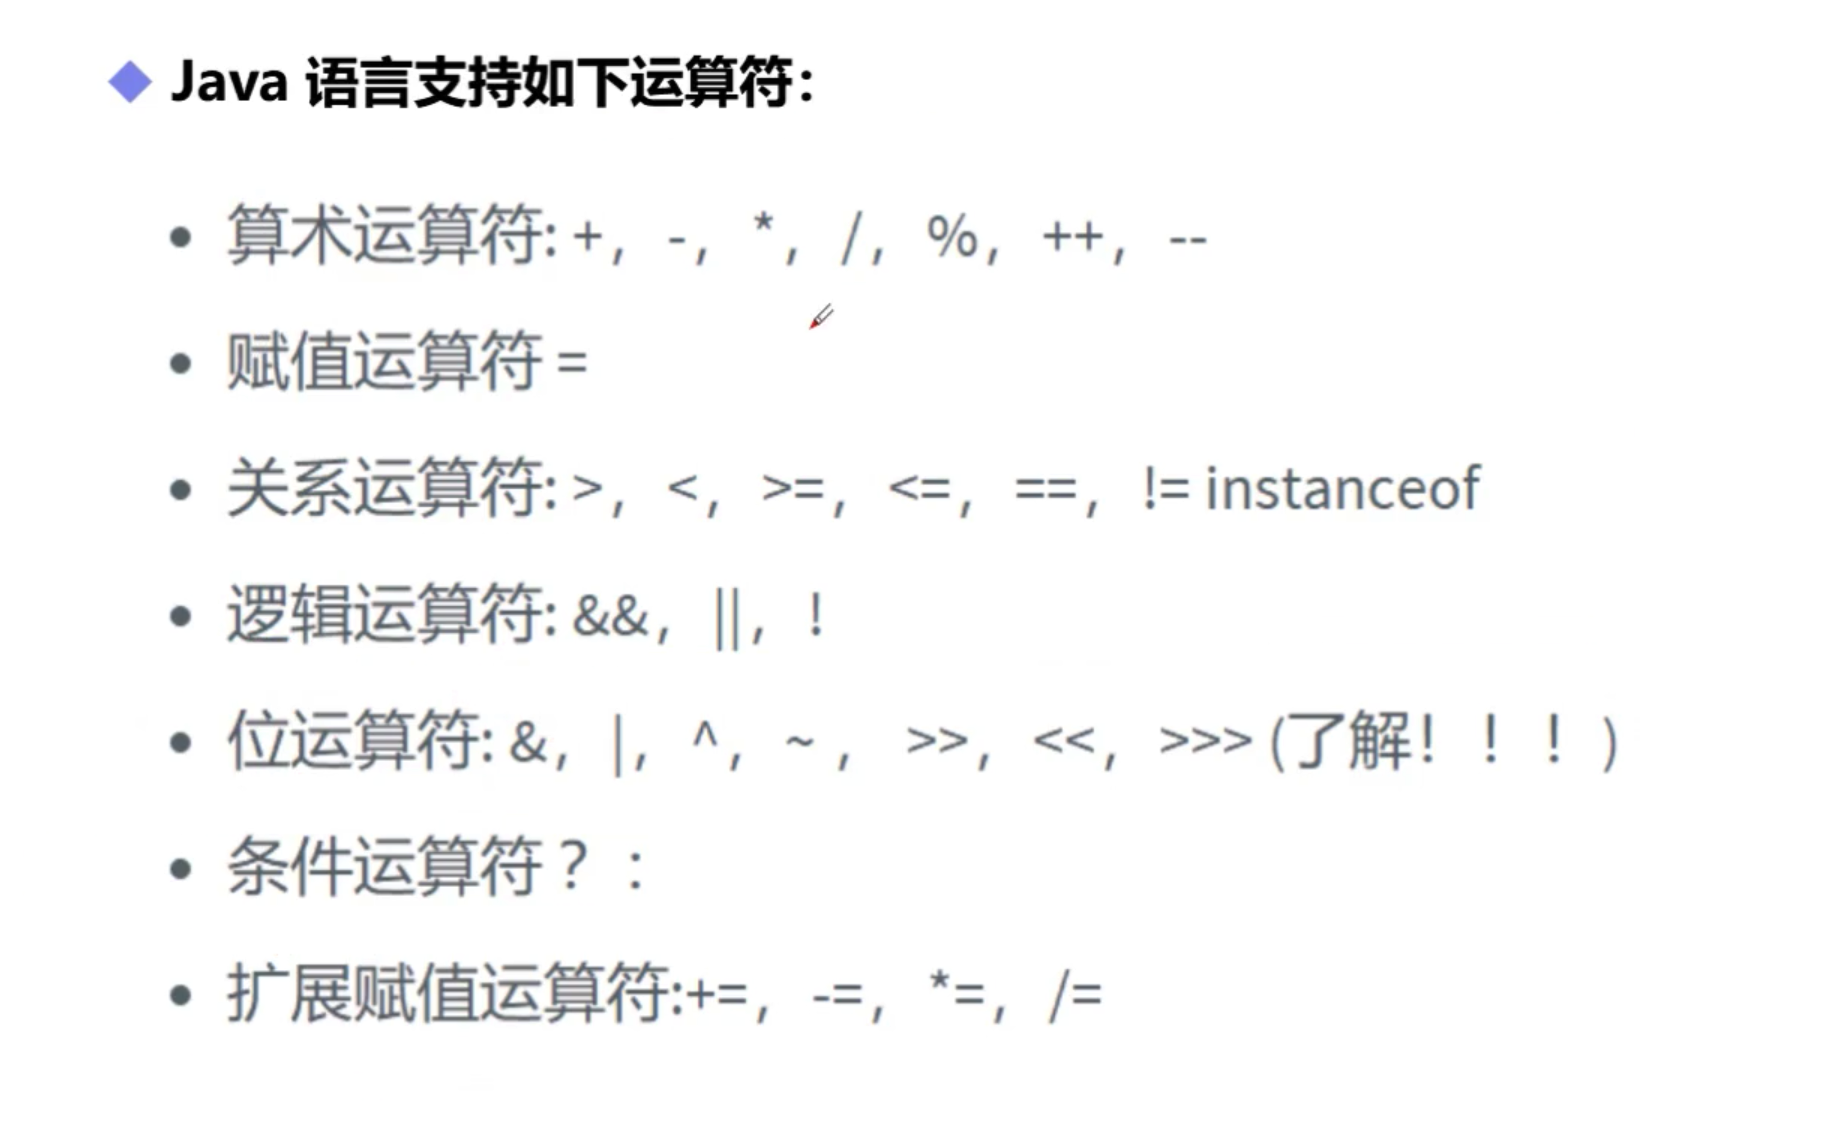 Java 语言支持如下运算符：
算术运算符: +， -， *， /， %， ++， --
赋值运算符 =
关系运算符: >， <， >=， <=， ==， != instanceof
逻辑运算符: &&， ||， !
位运算符: &， |， ^， ~ ， >>， <<， >>> (了解！！！)
条件运算符 ? ：
扩展赋值运算符:+=， -=， *=， /=